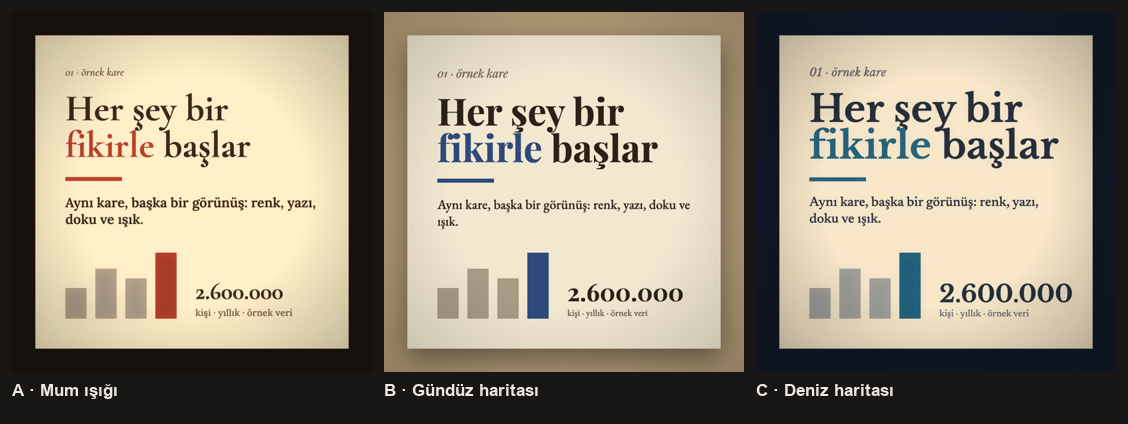 01 · örnek kare
Her şey bir
fikirle başlar
Aynı kare, başka bir görünüş: renk, yazı,
doku ve ışık.
2.600.000
kişi · yıllık · örnek veri
A · Mum ışığı
01 · örnek kare
Her şey bir
fikirle başlar
Aynı kare, başka bir görünüş: renk, yazı, doku ve
ışık.
2.600.000
kişi · yıllık · örnek veri
B · Gündüz haritası
01 · örnek kare
Her şey bir
fikirle başlar
Aynı kare, başka bir görünüş: renk, yazı,
doku ve ışık.
2.600.000
kişi · yıllık · örnek veri
C · Deniz haritası